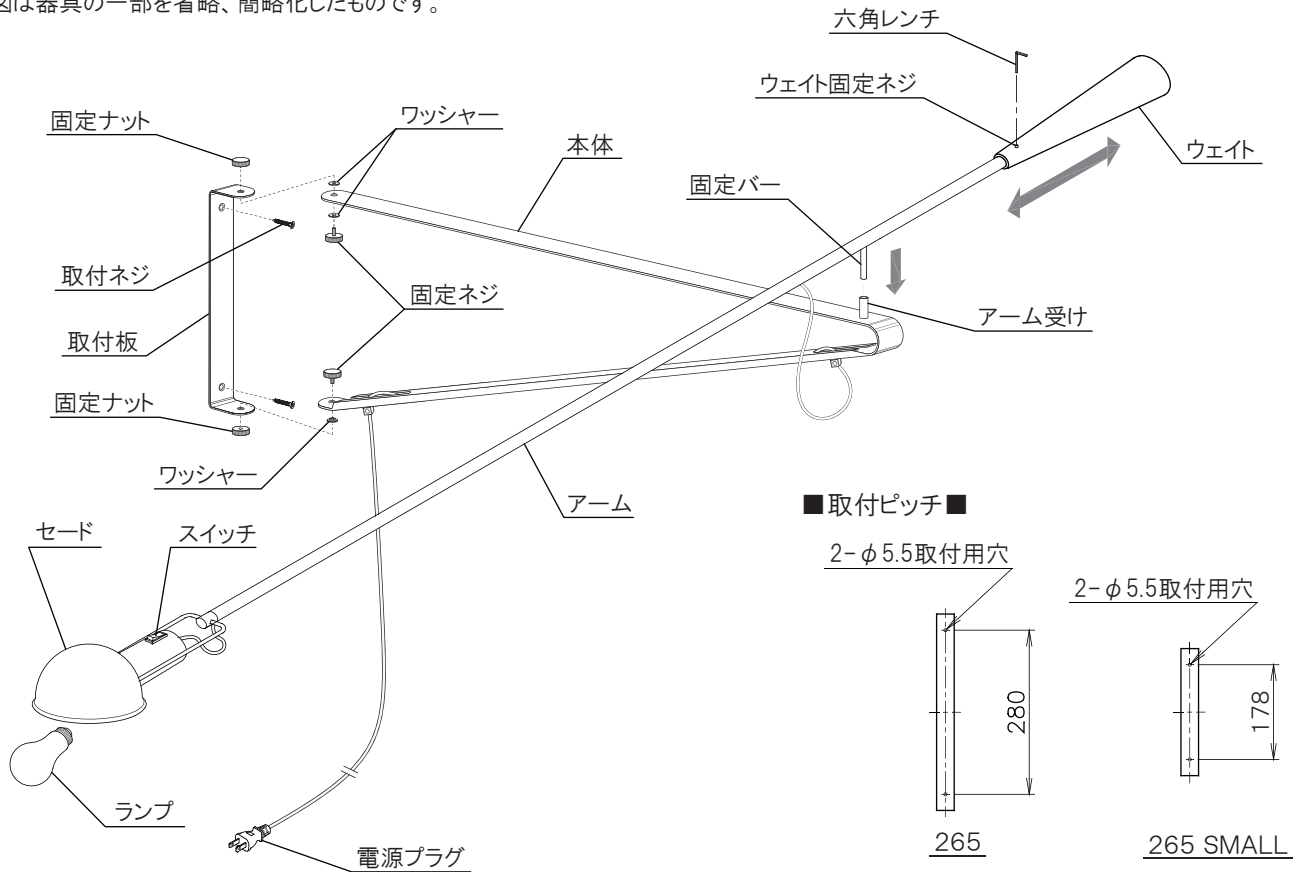 図は器具の一部を省略、簡略化したものです。
六角レンチ
ウェイト固定ネジ
ウェイト
固定ナット
ワッシャー
本体
固定バー
取付ネジ
固定ネジ
アーム受け
取付板
固定ナット
ワッシャー
アーム
セード
スイッチ
ランプ
電源プラグ
■取付ピッチ■
2-φ5.5取付用穴
2-φ5.5取付用穴
280
178
265
265 SMALL